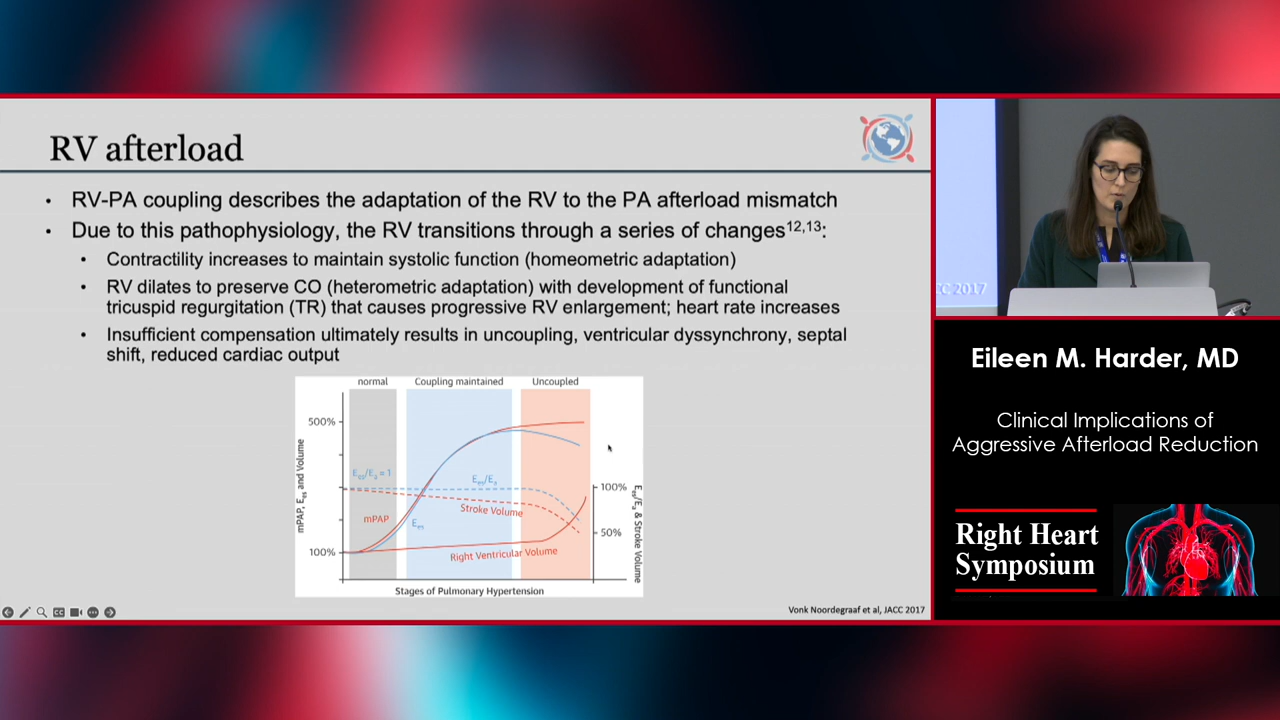 RV afterload
• RV-PA coupling describes the adaptation of the RV to the PA afterload mismatch
• Due to this pathophysiology, the RV transitions through a series of changes12,13:
• Contractility increases to maintain systolic function (homeometric adaptation)
• RV dilates to preserve CO (heterometric adaptation) with development of functional
tricuspid regurgitation (TR) that causes progressive RV enlargement; heart rate increases
• Insufficient compensation ultimately results in uncoupling, ventricular dyssynchrony, septal
shift, reduced cardiac output
normal
Coupling maintained
Uncoupled
mPAP, Ees and Volume
500%
100%
Ees/Ea = 1
Ees/Ea
Stroke Volume
mPAP
Ees
Right Ventricular Volume
100%
50%
Ees/Ea & Stroke Volume
Stages of Pulmonary Hypertension
Vonk Noordegraaf et al, JACC 2017
CC 2017
Eileen M. Harder, MD
Clinical Implications of
Aggressive Afterload Reduction
Right Heart
Symposium